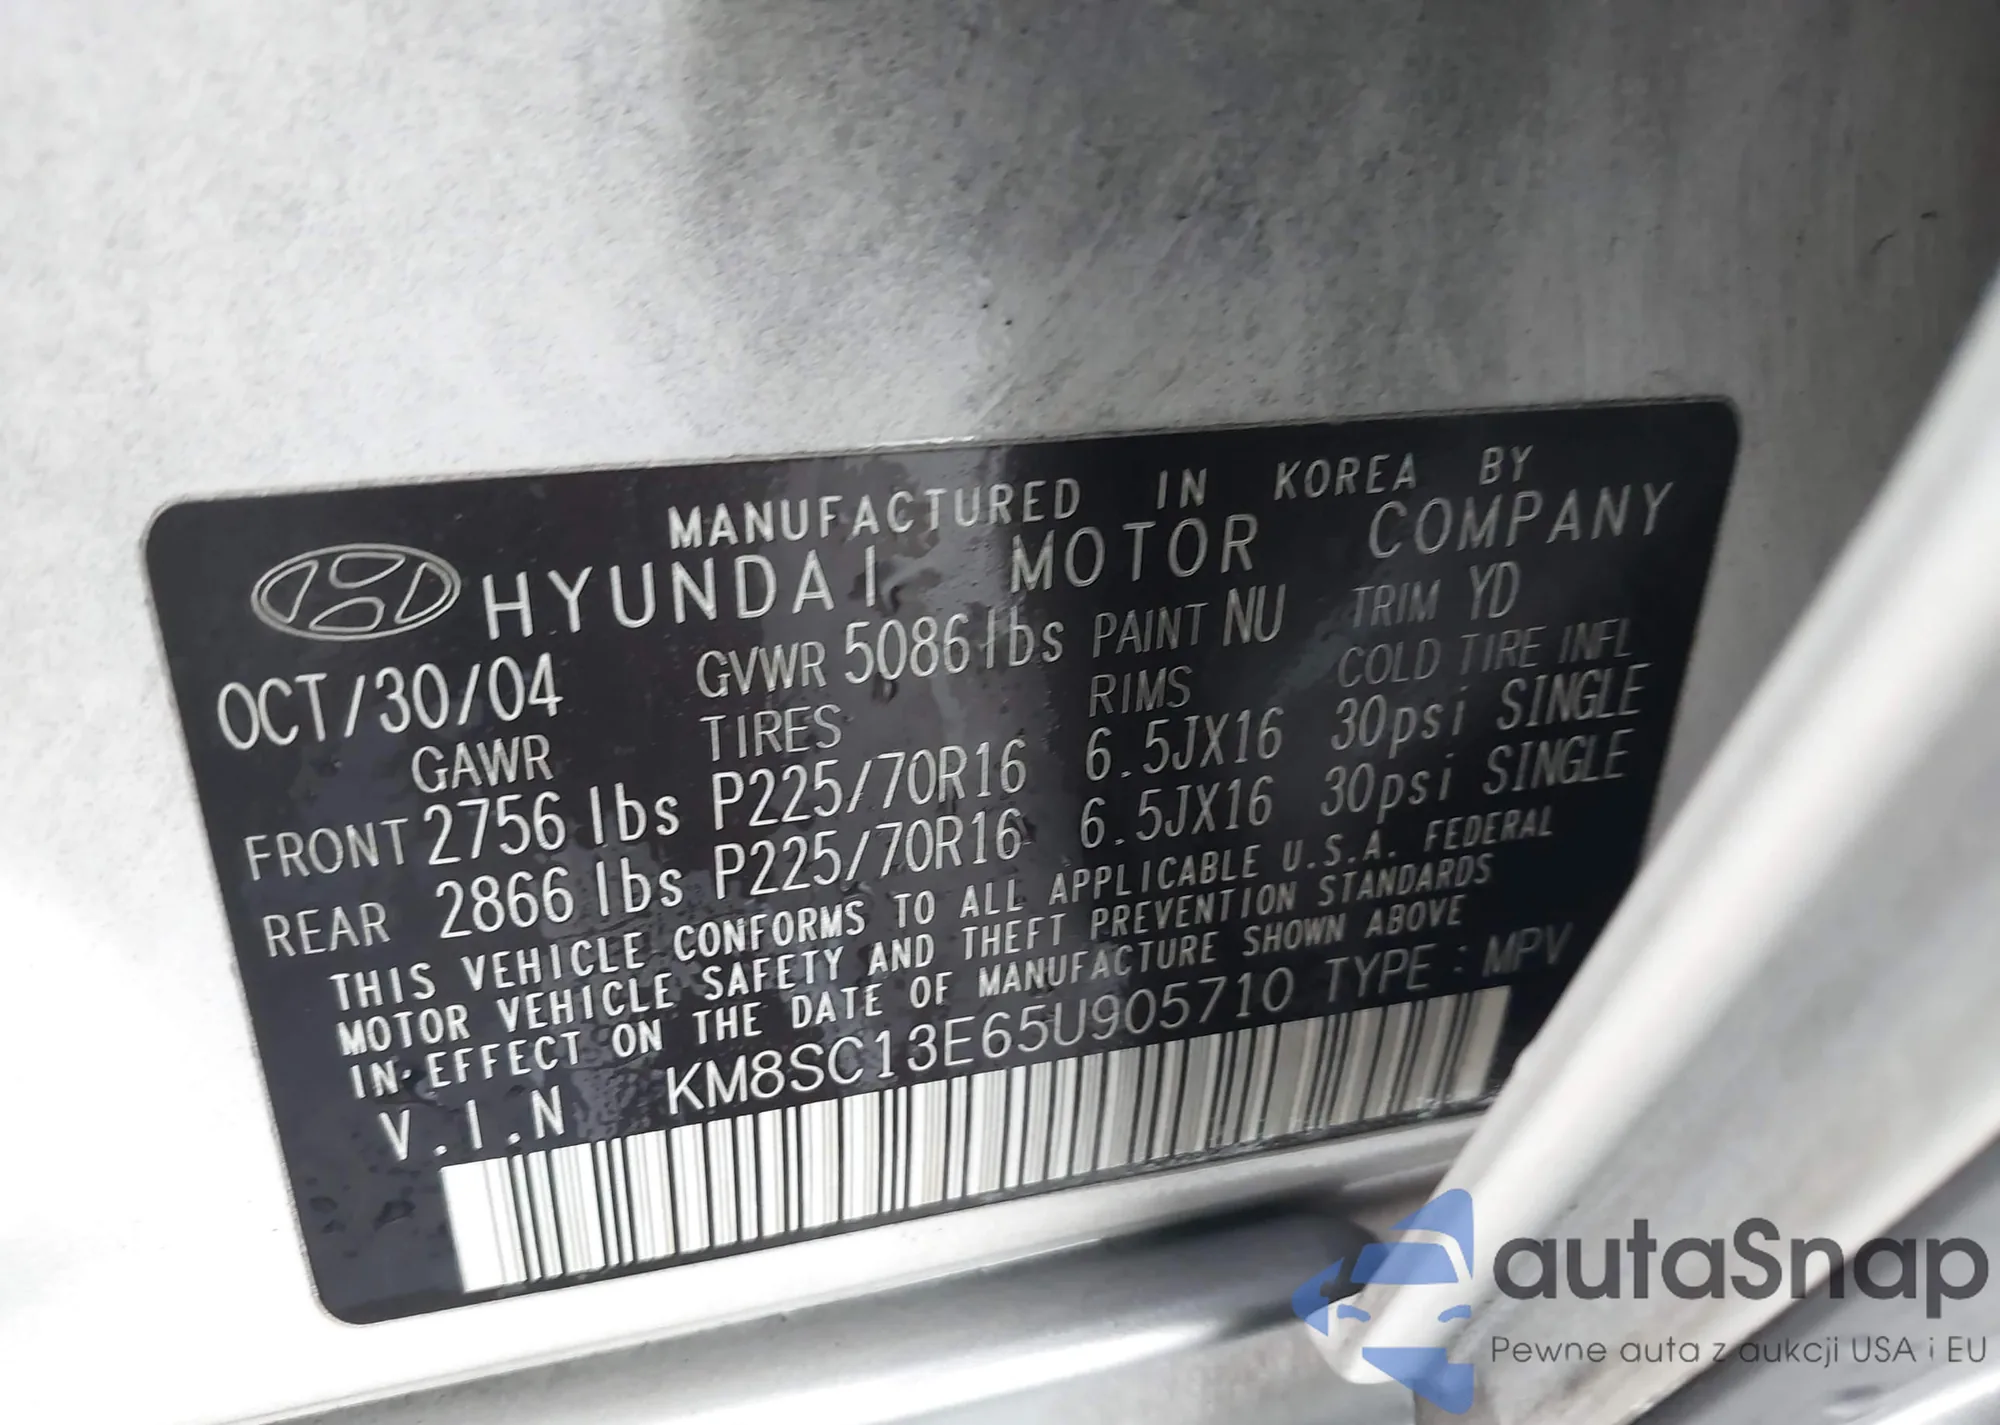 MANUFACTURED IN KOREA BY
HYUNDAI MOTOR COMPANY
OCT/30/04 GVWR 5086lbs PAINT NU TRIM YD
GAWR TIRES RIMS COLD TIRE INFL
FRONT 2756 lbs P225/70R16 6.5JX16 30psi SINGLE
REAR 2866 lbs P225/70R16 6.5JX16 30psi SINGLE
THIS VEHICLE CONFORMS TO ALL APPLICABLE U.S.A. FEDERAL
MOTOR VEHICLE SAFETY AND THEFT PREVENTION STANDARDS
IN EFFECT ON THE DATE OF MANUFACTURE SHOWN ABOVE
V.I.N KM8SC13E65U905710 TYPE : MPV
autaSnap
Pewne auta z aukcji USA i EU